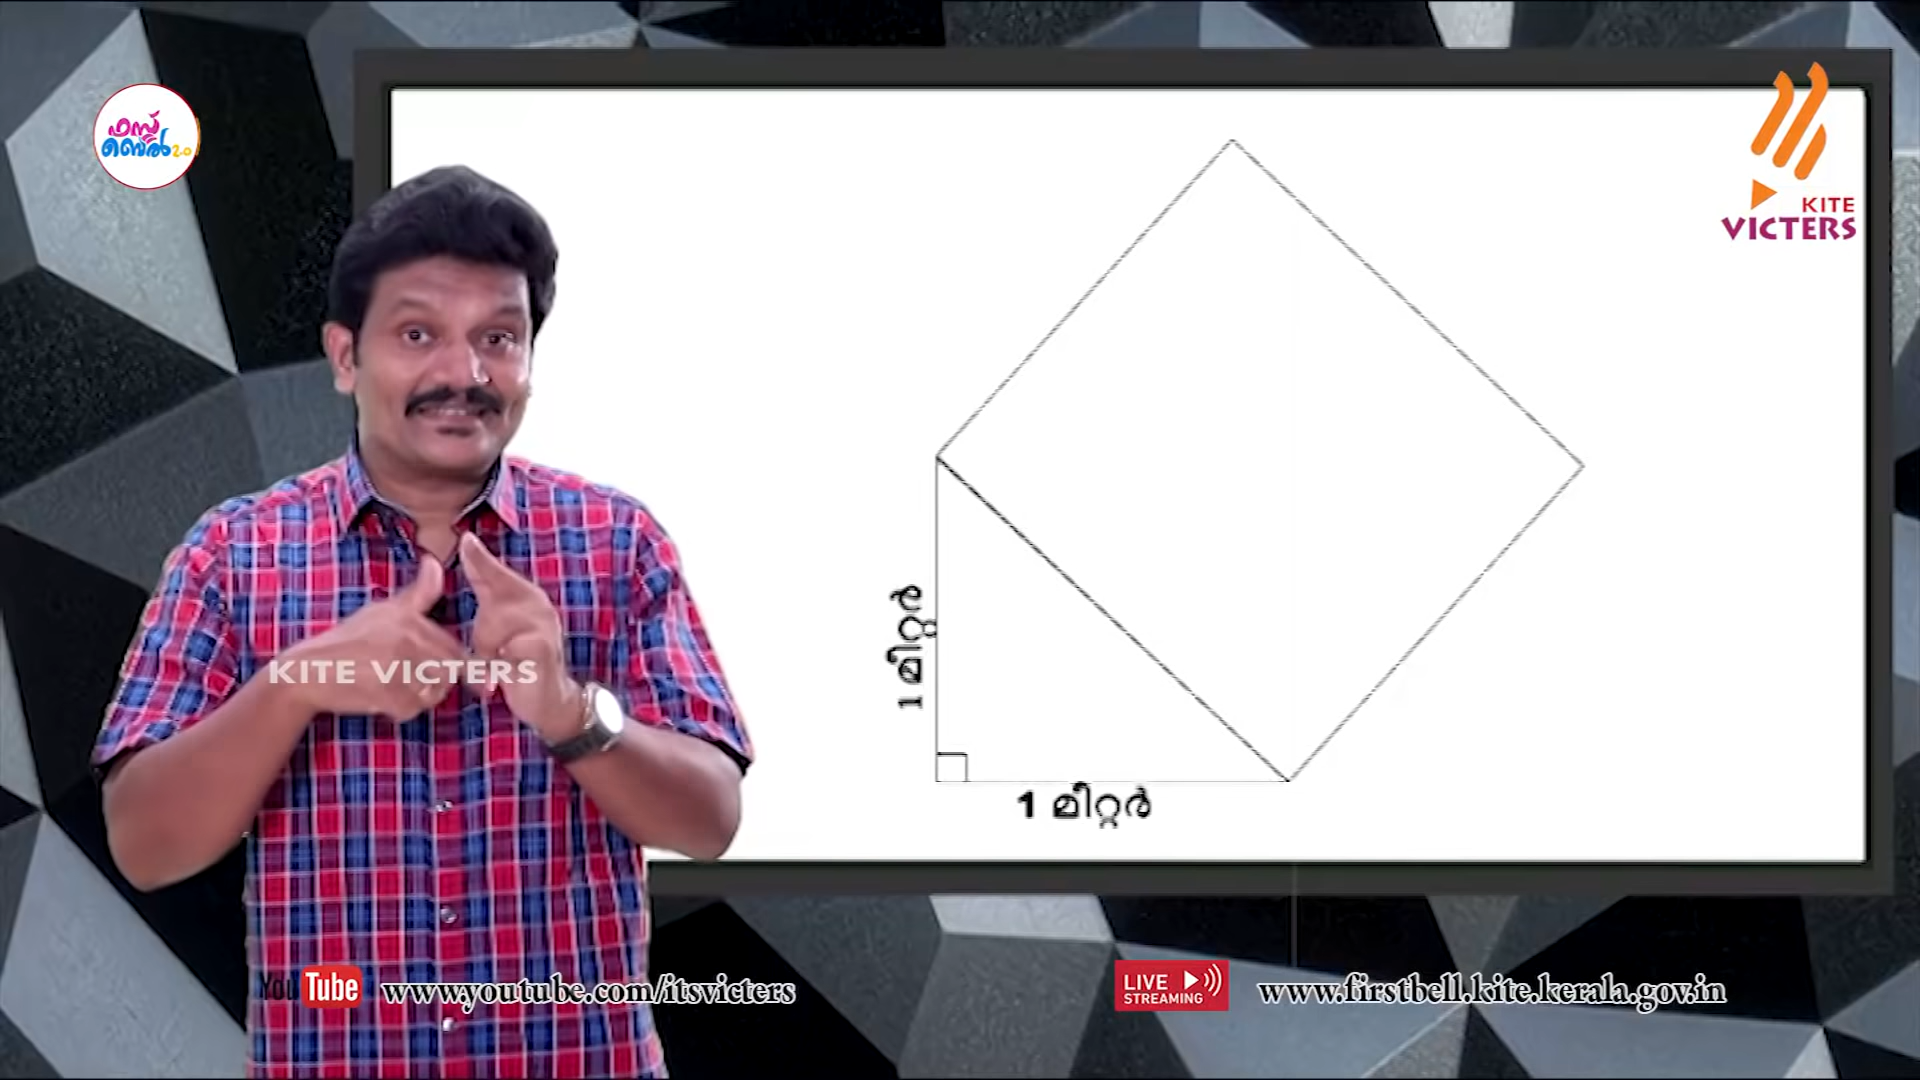 ഫസ്റ്റ്
ബെൽ 2.0
KITE
VICTERS
1 മീറ്റർ
1 മീറ്റർ
KITE VICTERS
YouTube www.youtube.com/itsvicters
LIVE STREAMING www.firstbell.kite.kerala.gov.in